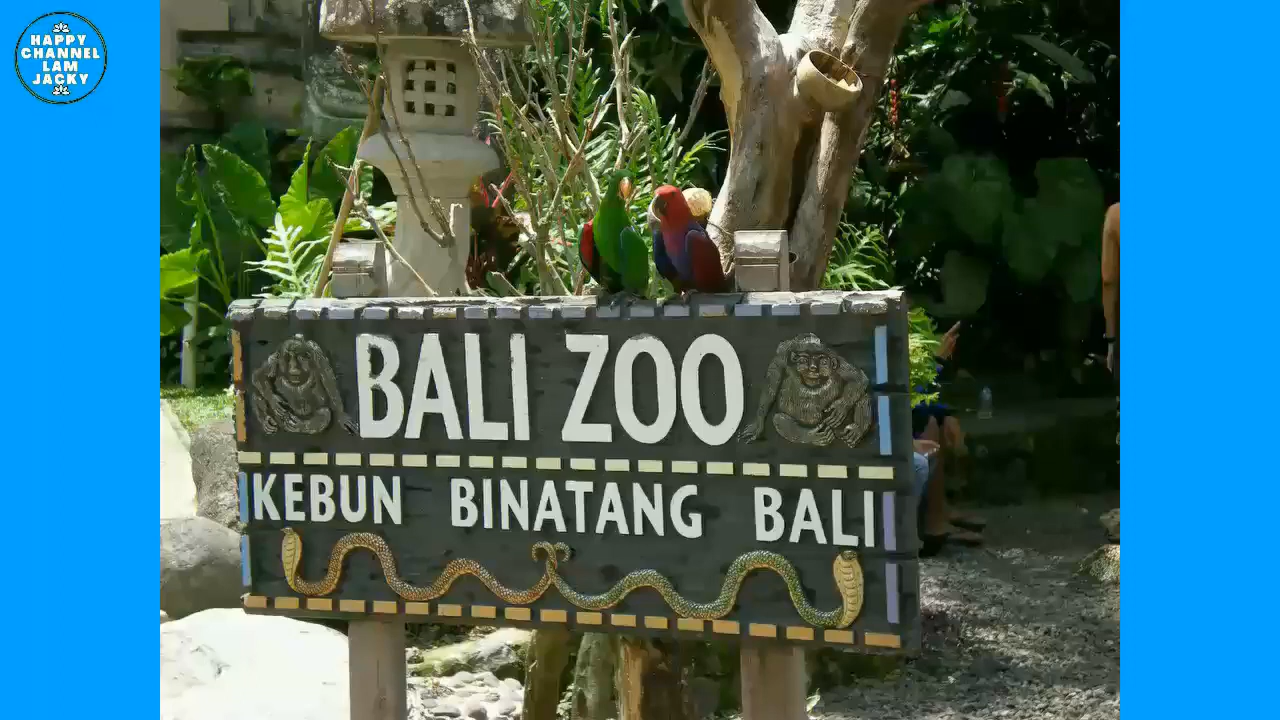 HAPPY
CHANNEL
LAM
JACKY
BALI ZOO
KEBUN BINATANG BALI